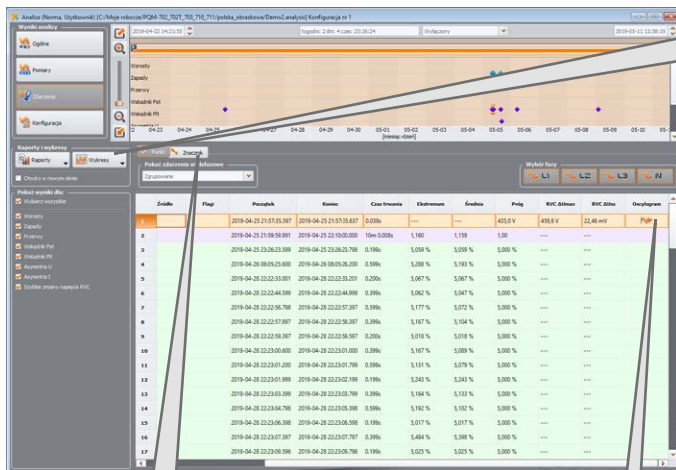 Analiza (Norma, Użytkownik) [C:/Moje robocze/PQM-702_702T_703_710_711/polska_obrazkowe/Demo2.analysis] Konfiguracja nr 1
Wyniki analizy
Ogólne
Pomiary
Zdarzenia
Konfiguracja
2019-04-22 14:21:55
tygodni: 2 dni: 4 czas: 23:16:24
Wyłączony
2019-05-11 13:38:19
Wzrosty
Zapady
Przerwy
Wskaźnik Pst
Wskaźnik Plt
04-23 04-24 04-25 04-28 04-29 04-30 05-01 05-02 05-03 05-04 05-05 05-06 05-07 05-08 05-09 05-10
[miesiąc-dzień]
Raporty i wykresy
Raporty
Wykresy
Otwórz w nowym oknie
Pokaż wyniki dla:
Wybierz wszystkie
Wzrosty
Zapady
Przerwy
Wskaźnik Pst
Wskaźnik Plt
Asymetria U
Asymetria I
Szybkie zmiany napięcia RVC
Punkt
Znacznik
Pokaż zdarzenia
Zgrupowane
Wybór fazy
L1 L2 L3 N
Źródło Flagi Początek Koniec Czas trwania Ekstremum Średnia Próg RVC ΔUmax RVC ΔUss Oscylogram
1 2019-04-25 21:57:35.597 2019-04-25 21:57:35.637 0.039s --- --- 435,0 V 459,6 V 22,46 mV
2 2019-04-25 21:59:59.991 2019-04-25 22:10:00.000 10m 0.008s 1,160 1,159 1,00 --- ---
3 2019-04-25 23:26:23.599 2019-04-25 23:26:23.798 0.199s 5,059 % 5,059 % 5,000 % --- ---
4 2019-04-26 08:05:25.600 2019-04-26 08:05:26.200 0.599s 5,288 % 5,193 % 5,000 % --- ---
5 2019-04-28 22:22:33.001 2019-04-28 22:22:33.201 0.200s 5,067 % 5,067 % 5,000 % --- ---
6 2019-04-28 22:22:44.599 2019-04-28 22:22:44.999 0.399s 5,062 % 5,047 % 5,000 % --- ---
7 2019-04-28 22:22:56.798 2019-04-28 22:22:57.397 0.599s 5,177 % 5,072 % 5,000 % --- ---
8 2019-04-28 22:22:57.997 2019-04-28 22:22:58.397 0.399s 5,167 % 5,104 % 5,000 % --- ---
9 2019-04-28 22:22:59.397 2019-04-28 22:22:59.597 0.200s 5,018 % 5,018 % 5,000 % --- ---
10 2019-04-28 22:23:00.600 2019-04-28 22:23:01.000 0.399s 5,167 % 5,089 % 5,000 % --- ---
11 2019-04-28 22:23:01.200 2019-04-28 22:23:01.799 0.599s 5,131 % 5,079 % 5,000 % --- ---
12 2019-04-28 22:23:01.999 2019-04-28 22:23:02.199 0.199s 5,243 % 5,243 % 5,000 % --- ---
13 2019-04-28 22:23:03.399 2019-04-28 22:23:03.799 0.399s 5,164 % 5,133 % 5,000 % --- ---
14 2019-04-28 22:23:04.798 2019-04-28 22:23:05.398 0.599s 5,192 % 5,102 % 5,000 % --- ---
15 2019-04-28 22:23:06.398 2019-04-28 22:23:06.598 0.199s 5,017 % 5,017 % 5,000 % --- ---
16 2019-04-28 22:23:07.397 2019-04-28 22:23:07.797 0.399s 5,484 % 5,398 % 5,000 % --- ---
17 2019-04-28 22:23:09.596 2019-04-28 22:23:09.796 0.199s 5,000 % --- ---